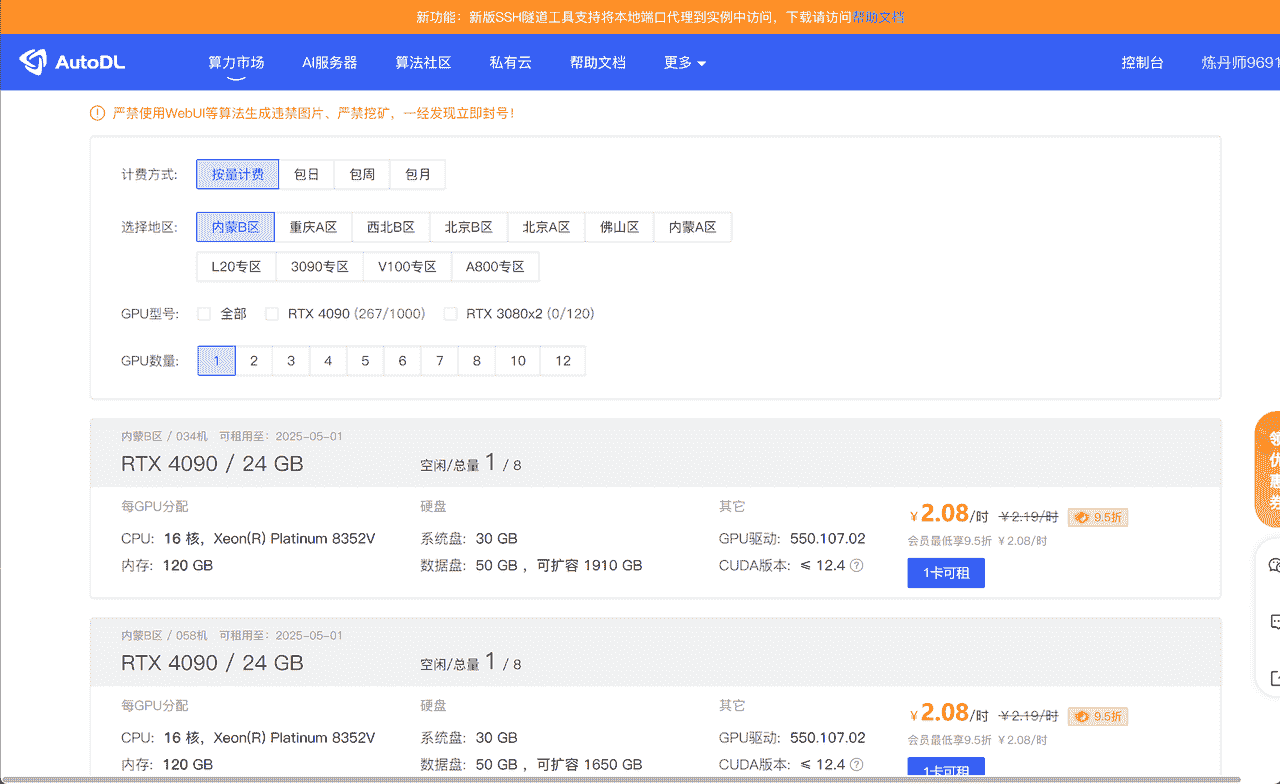 新功能：新版SSH隧道工具支持将本地端口代理到实例中访问，下载请访问帮助文档
AutoDL 算力市场 AI服务器 算法社区 私有云 帮助文档 更多 控制台 炼丹师9691
严禁使用WebUI等算法生成违禁图片、严禁挖矿，一经发现立即封号！
计费方式: 按量计费 包日 包周 包月
选择地区: 内蒙B区 重庆A区 西北B区 北京B区 北京A区 佛山区 内蒙A区
L20专区 3090专区 V100专区 A800专区
GPU型号: 全部 RTX 4090 (267/1000) RTX 3080x2 (0/120)
GPU数量: 1 2 3 4 5 6 7 8 10 12
内蒙B区 / 034机 可租用至：2025-05-01
RTX 4090 / 24 GB 空闲/总量 1 / 8
每GPU分配 硬盘 其它
¥2.08/时 ¥2.19/时 9.5折
CPU: 16 核，Xeon(R) Platinum 8352V 系统盘: 30 GB GPU驱动: 550.107.02 会员最低享9.5折 ¥2.08/时
内存: 120 GB 数据盘: 50 GB ，可扩容 1910 GB CUDA版本: ≤ 12.4 ?
1卡可租
内蒙B区 / 058机 可租用至：2025-05-01
RTX 4090 / 24 GB 空闲/总量 1 / 8
每GPU分配 硬盘 其它
¥2.08/时 ¥2.19/时 9.5折
CPU: 16 核，Xeon(R) Platinum 8352V 系统盘: 30 GB GPU驱动: 550.107.02 会员最低享9.5折 ¥2.08/时
内存: 120 GB 数据盘: 50 GB ，可扩容 1650 GB CUDA版本: ≤ 12.4 ?
1卡可租
领
优
惠
券